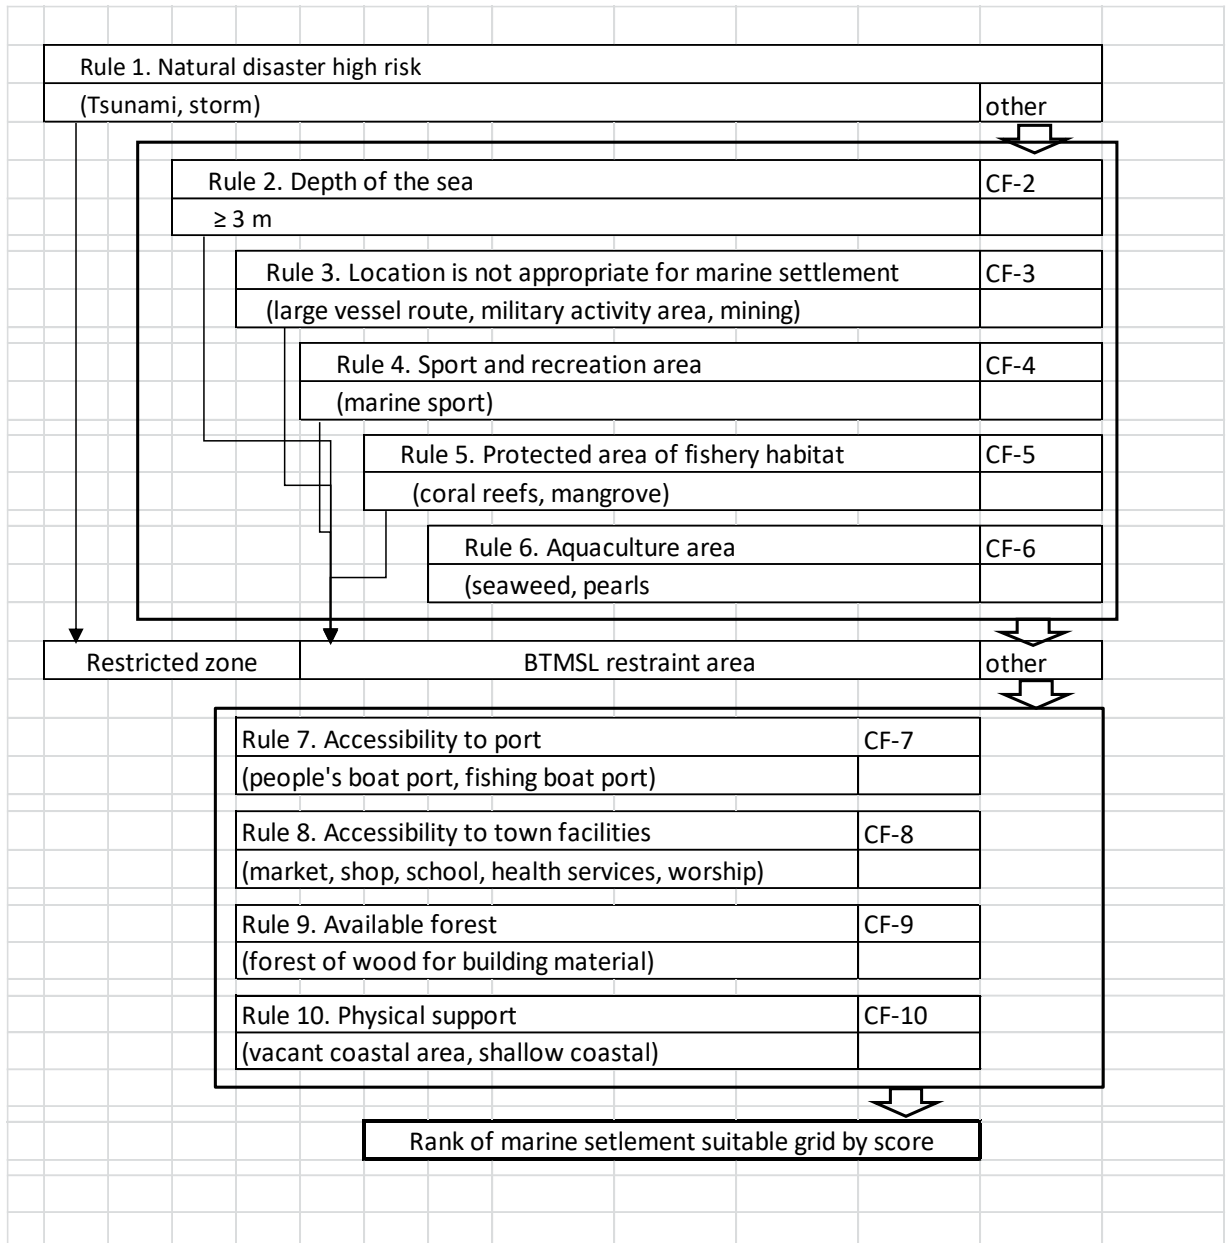 Rule 1. Natural disaster high risk
(Tsunami, storm)
other
Rule 2. Depth of the sea
CF-2
≥ 3 m
Rule 3. Location is not appropriate for marine settlement
CF-3
(large vessel route, military activity area, mining)
Rule 4. Sport and recreation area
CF-4
(marine sport)
Rule 5. Protected area of fishery habitat
CF-5
(coral reefs, mangrove)
Rule 6. Aquaculture area
CF-6
(seaweed, pearls
Restricted zone
BTMSL restraint area
other
Rule 7. Accessibility to port
CF-7
(people's boat port, fishing boat port)
Rule 8. Accessibility to town facilities
CF-8
(market, shop, school, health services, worship)
Rule 9. Available forest
CF-9
(forest of wood for building material)
Rule 10. Physical support
CF-10
(vacant coastal area, shallow coastal)
Rank of marine setlement suitable grid by score